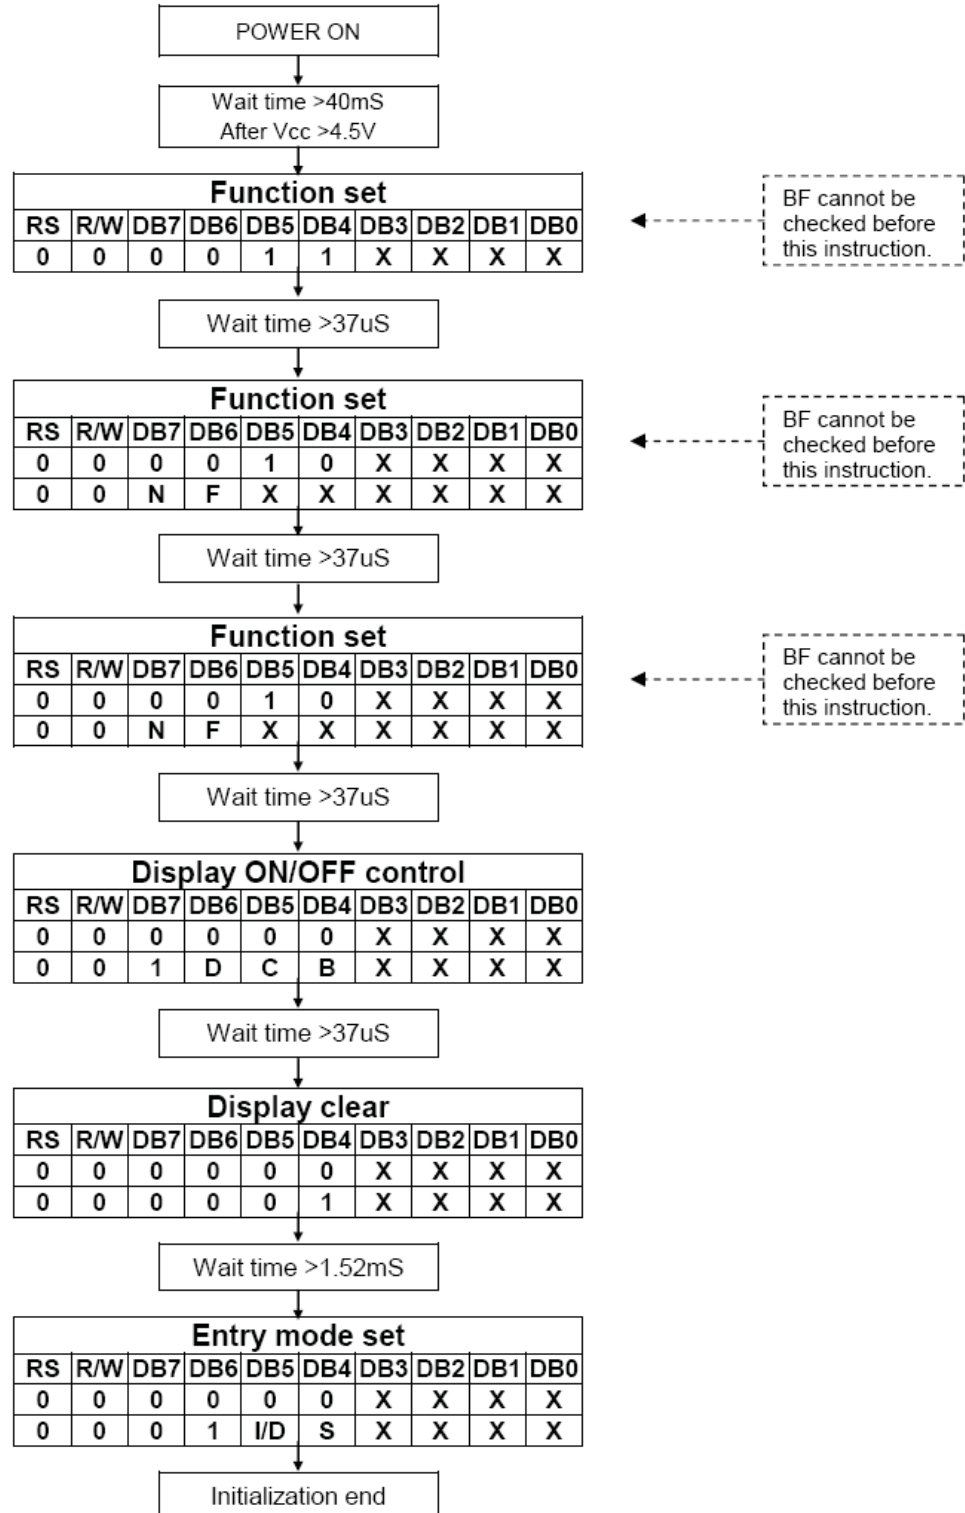 POWER ON
Wait time >40mS
After Vcc >4.5V
Function set
RS R/W DB7 DB6 DB5 DB4 DB3 DB2 DB1 DB0
0 0 0 0 1 1 X X X X
BF cannot be
checked before
this instruction.
Wait time >37uS
Function set
RS R/W DB7 DB6 DB5 DB4 DB3 DB2 DB1 DB0
0 0 0 0 1 0 X X X X
0 0 N F X X X X X X
BF cannot be
checked before
this instruction.
Wait time >37uS
Function set
RS R/W DB7 DB6 DB5 DB4 DB3 DB2 DB1 DB0
0 0 0 0 1 0 X X X X
0 0 N F X X X X X X
BF cannot be
checked before
this instruction.
Wait time >37uS
Display ON/OFF control
RS R/W DB7 DB6 DB5 DB4 DB3 DB2 DB1 DB0
0 0 0 0 0 0 X X X X
0 0 1 D C B X X X X
Wait time >37uS
Display clear
RS R/W DB7 DB6 DB5 DB4 DB3 DB2 DB1 DB0
0 0 0 0 0 0 X X X X
0 0 0 0 0 1 X X X X
Wait time >1.52mS
Entry mode set
RS R/W DB7 DB6 DB5 DB4 DB3 DB2 DB1 DB0
0 0 0 0 0 0 X X X X
0 0 0 1 I/D S X X X X
Initialization end